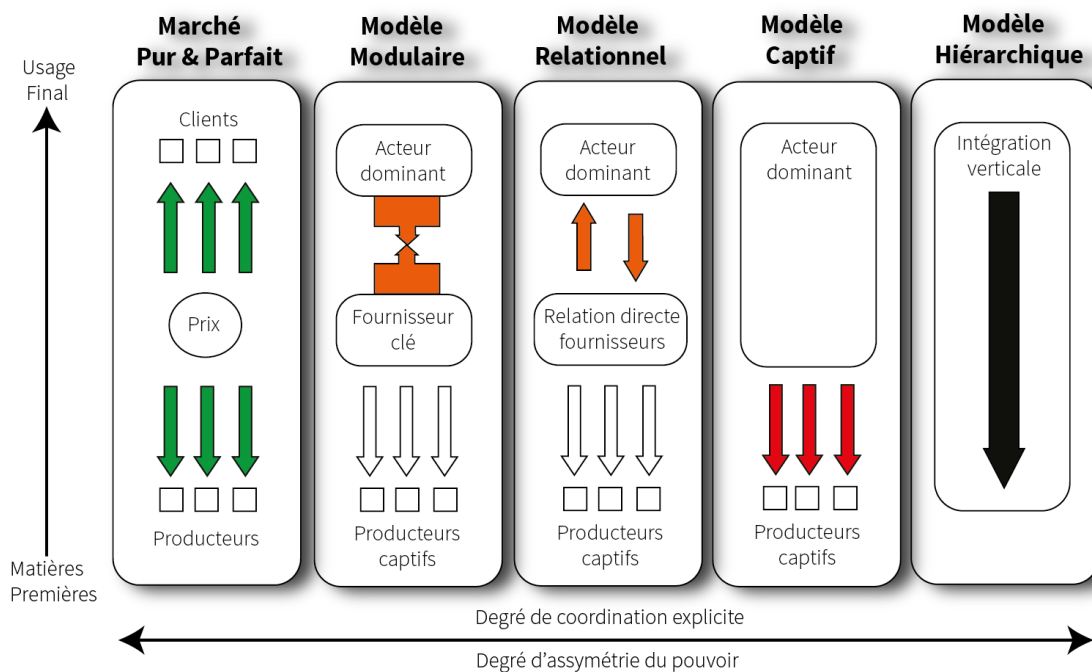 Marché
Pur & Parfait
Modèle
Modulaire
Modèle
Relationnel
Modèle
Captif
Modèle
Hiérarchique
Usage
Final
Matières
Premières
Clients
Prix
Producteurs
Acteur
dominant
Fournisseur
clé
Producteurs
captifs
Acteur
dominant
Relation directe
fournisseurs
Producteurs
captifs
Acteur
dominant
Producteurs
captifs
Intégration
verticale
Degré de coordination explicite
Degré d'assymétrie du pouvoir